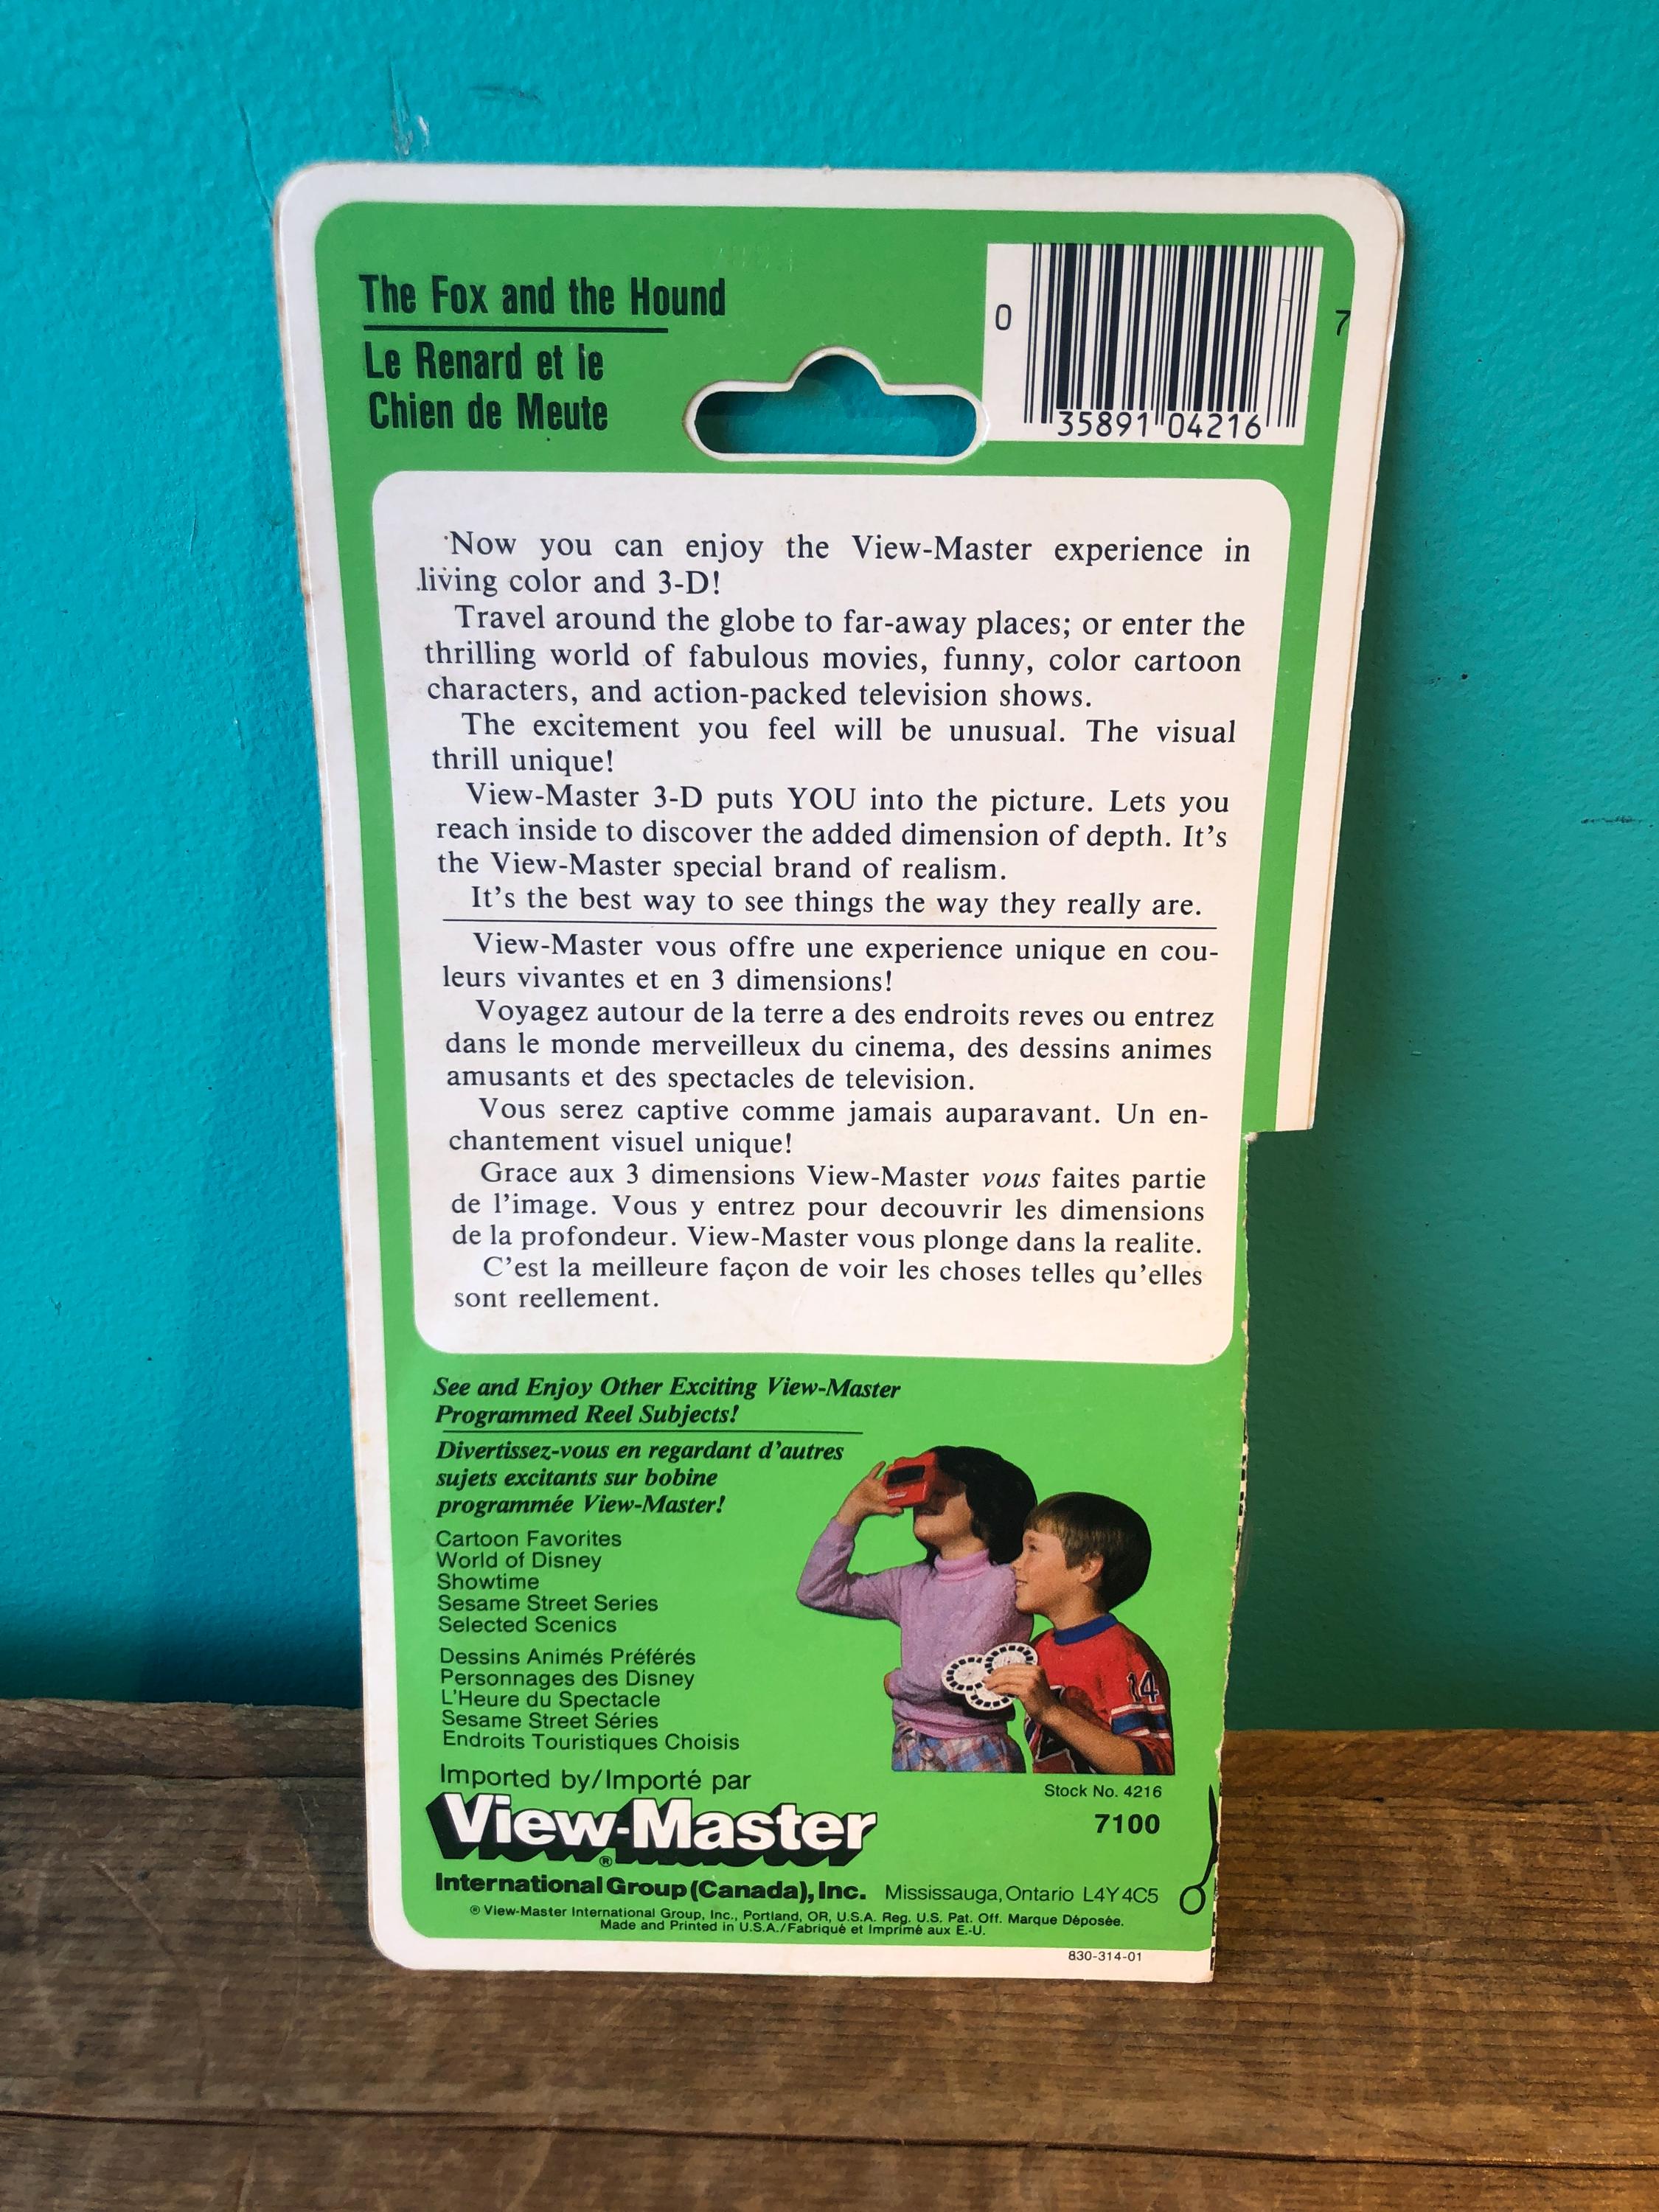 The Fox and the Hound
Le Renard et le
Chien de Meute
0 35891 04216 7
Now you can enjoy the View-Master experience in
living color and 3-D!
Travel around the globe to far-away places; or enter the
thrilling world of fabulous movies, funny, color cartoon
characters, and action-packed television shows.
The excitement you feel will be unusual. The visual
thrill unique!
View-Master 3-D puts YOU into the picture. Lets you
reach inside to discover the added dimension of depth. It's
the View-Master special brand of realism.
It's the best way to see things the way they really are.
View-Master vous offre une experience unique en cou-
leurs vivantes et en 3 dimensions!
Voyagez autour de la terre a des endroits reves ou entrez
dans le monde merveilleux du cinema, des dessins animes
amusants et des spectacles de television.
Vous serez captive comme jamais auparavant. Un en-
chantement visuel unique!
Grace aux 3 dimensions View-Master vous faites partie
de l'image. Vous y entrez pour decouvrir les dimensions
de la profondeur. View-Master vous plonge dans la realite.
C'est la meilleure façon de voir les choses telles qu'elles
sont reellement.
See and Enjoy Other Exciting View-Master
Programmed Reel Subjects!
Divertissez-vous en regardant d'autres
sujets excitants sur bobine
programmée View-Master!
Cartoon Favorites
World of Disney
Showtime
Sesame Street Series
Selected Scenics
Dessins Animés Préférés
Personnages des Disney
L'Heure du Spectacle
Sesame Street Séries
Endroits Touristiques Choisis
14
Imported by/Importé par
Stock No. 4216
View-Master ®
7100
International Group (Canada), Inc. Mississauga, Ontario L4Y 4C5
® View-Master International Group, Inc., Portland, OR, U.S.A. Reg. U.S. Pat. Off. Marque Déposée.
Made and Printed in U.S.A./Fabriqué et Imprimé aux E.-U.
830-314-01